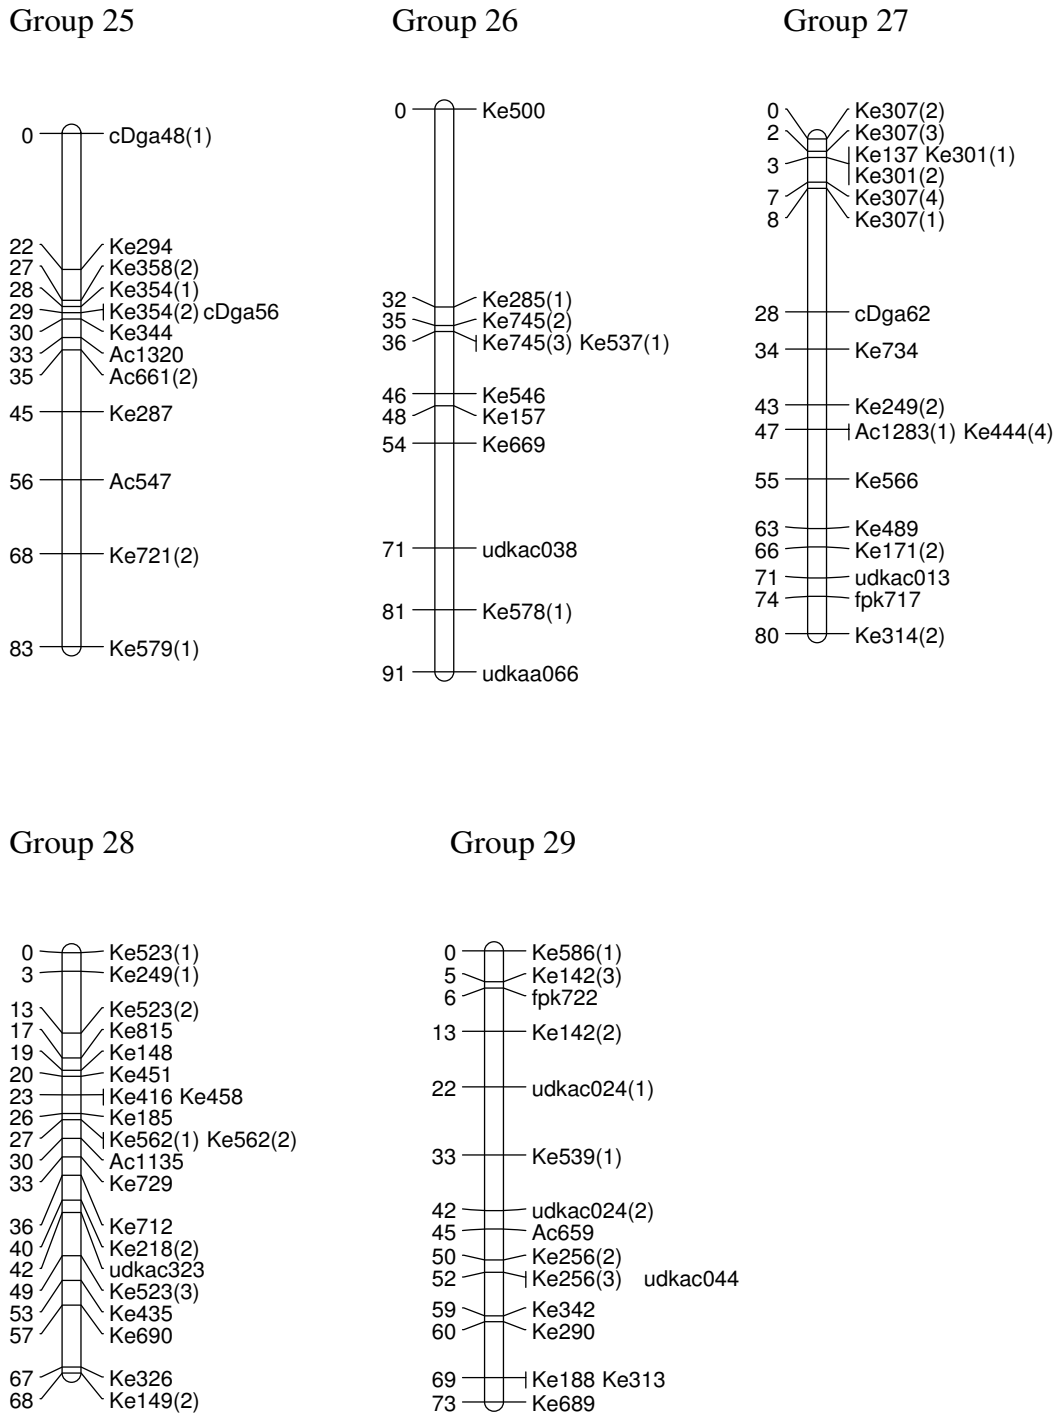 Group 25
0 cDga48(1)
22 Ke294
27 Ke358(2)
28 Ke354(1)
29 Ke354(2) cDga56
30 Ke344
33 Ac1320
35 Ac661(2)
45 Ke287
56 Ac547
68 Ke721(2)
83 Ke579(1)
Group 26
0 Ke500
32 Ke285(1)
35 Ke745(2)
36 Ke745(3) Ke537(1)
46 Ke546
48 Ke157
54 Ke669
71 udkac038
81 Ke578(1)
91 udkaa066
Group 27
0 Ke307(2)
2 Ke307(3)
3 Ke137 Ke301(1)
Ke301(2)
7 Ke307(4)
8 Ke307(1)
28 cDga62
34 Ke734
43 Ke249(2)
47 Ac1283(1) Ke444(4)
55 Ke566
63 Ke489
66 Ke171(2)
71 udkac013
74 fpk717
80 Ke314(2)
Group 28
0 Ke523(1)
3 Ke249(1)
13 Ke523(2)
17 Ke815
19 Ke148
20 Ke451
23 Ke416 Ke458
26 Ke185
27 Ke562(1) Ke562(2)
30 Ac1135
33 Ke729
36 Ke712
40 Ke218(2)
42 udkac323
49 Ke523(3)
53 Ke435
57 Ke690
67 Ke326
68 Ke149(2)
Group 29
0 Ke586(1)
5 Ke142(3)
6 fpk722
13 Ke142(2)
22 udkac024(1)
33 Ke539(1)
42 udkac024(2)
45 Ac659
50 Ke256(2)
52 Ke256(3) udkac044
59 Ke342
60 Ke290
69 Ke188 Ke313
73 Ke689